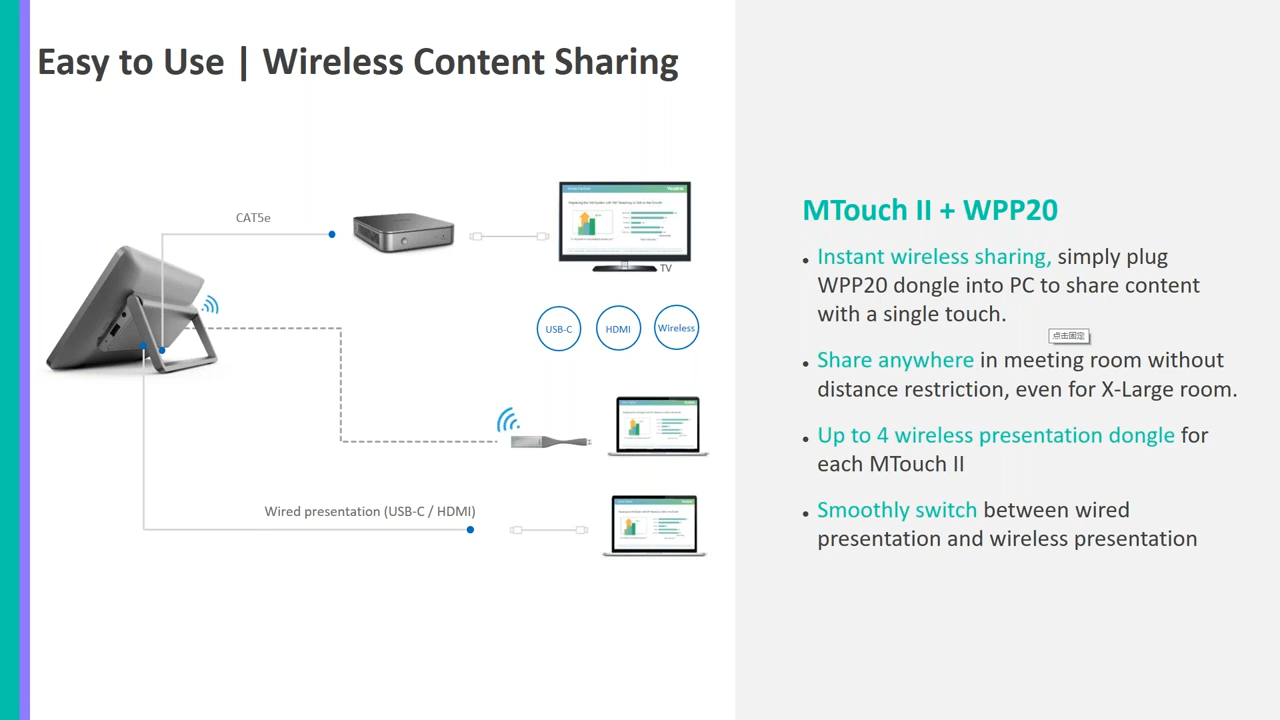 Easy to Use | Wireless Content Sharing
CAT5e
TV
USB-C
HDMI
Wireless
Wired presentation (USB-C / HDMI)
MTouch II + WPP20
• Instant wireless sharing, simply plug
WPP20 dongle into PC to share content
with a single touch.
点击固定
• Share anywhere in meeting room without
distance restriction, even for X-Large room.
• Up to 4 wireless presentation dongle for
each MTouch II
• Smoothly switch between wired
presentation and wireless presentation